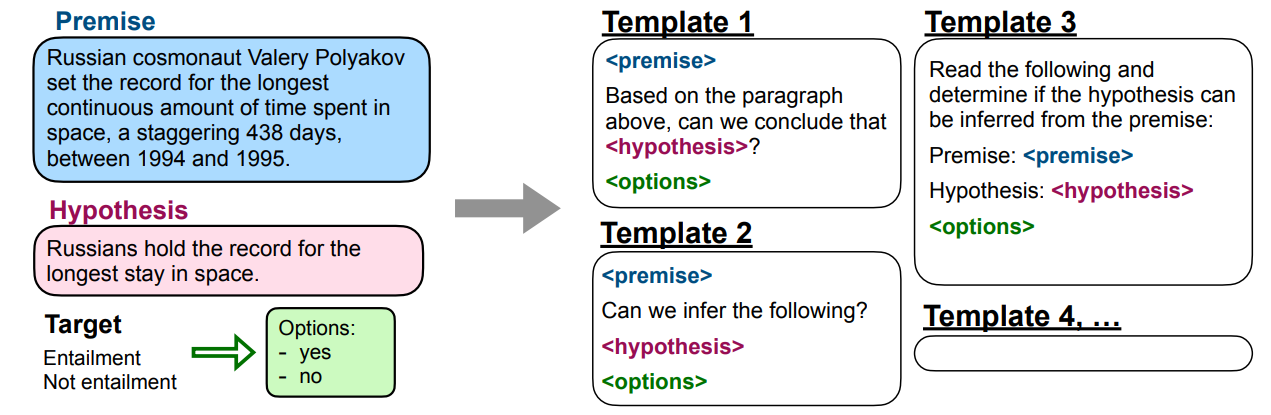 Premise
Russian cosmonaut Valery Polyakov
set the record for the longest
continuous amount of time spent in
space, a staggering 438 days,
between 1994 and 1995.
Hypothesis
Russians hold the record for the
longest stay in space.
Target
Entailment
Not entailment
Options:
- yes
- no
Template 1
<premise>
Based on the paragraph
above, can we conclude that
<hypothesis>?
<options>
Template 2
<premise>
Can we infer the following?
<hypothesis>
<options>
Template 3
Read the following and
determine if the hypothesis can
be inferred from the premise:
Premise: <premise>
Hypothesis: <hypothesis>
<options>
Template 4, …